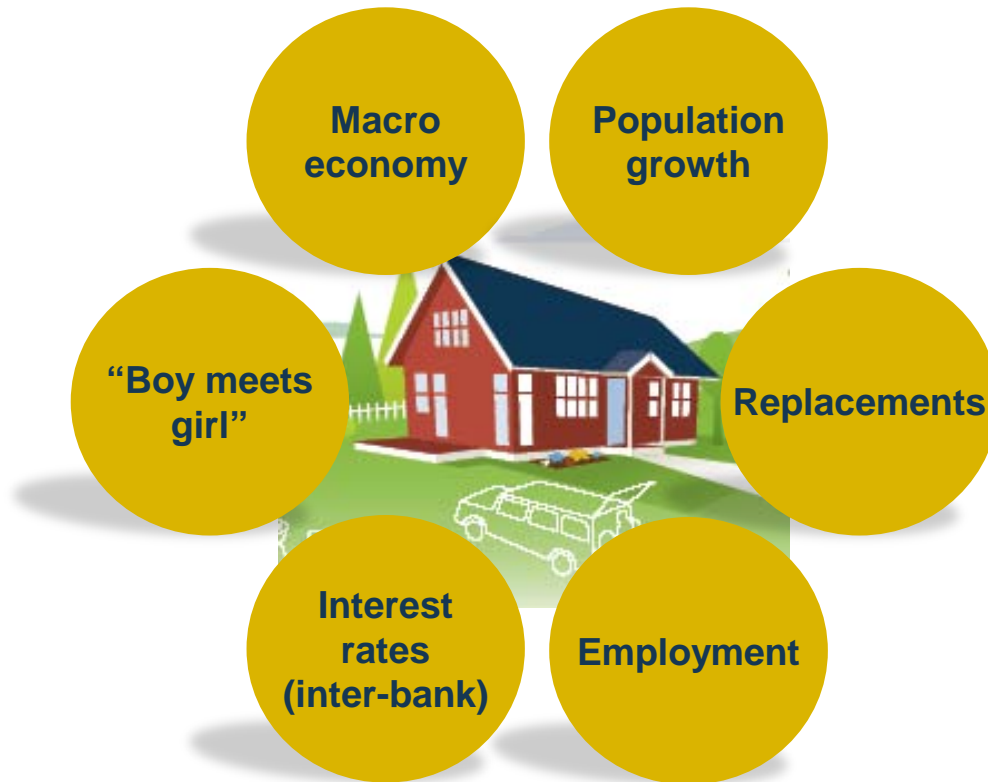 Macro
economy
Population
growth
“Boy meets
girl”
Replacements
Interest
rates
(inter-bank)
Employment